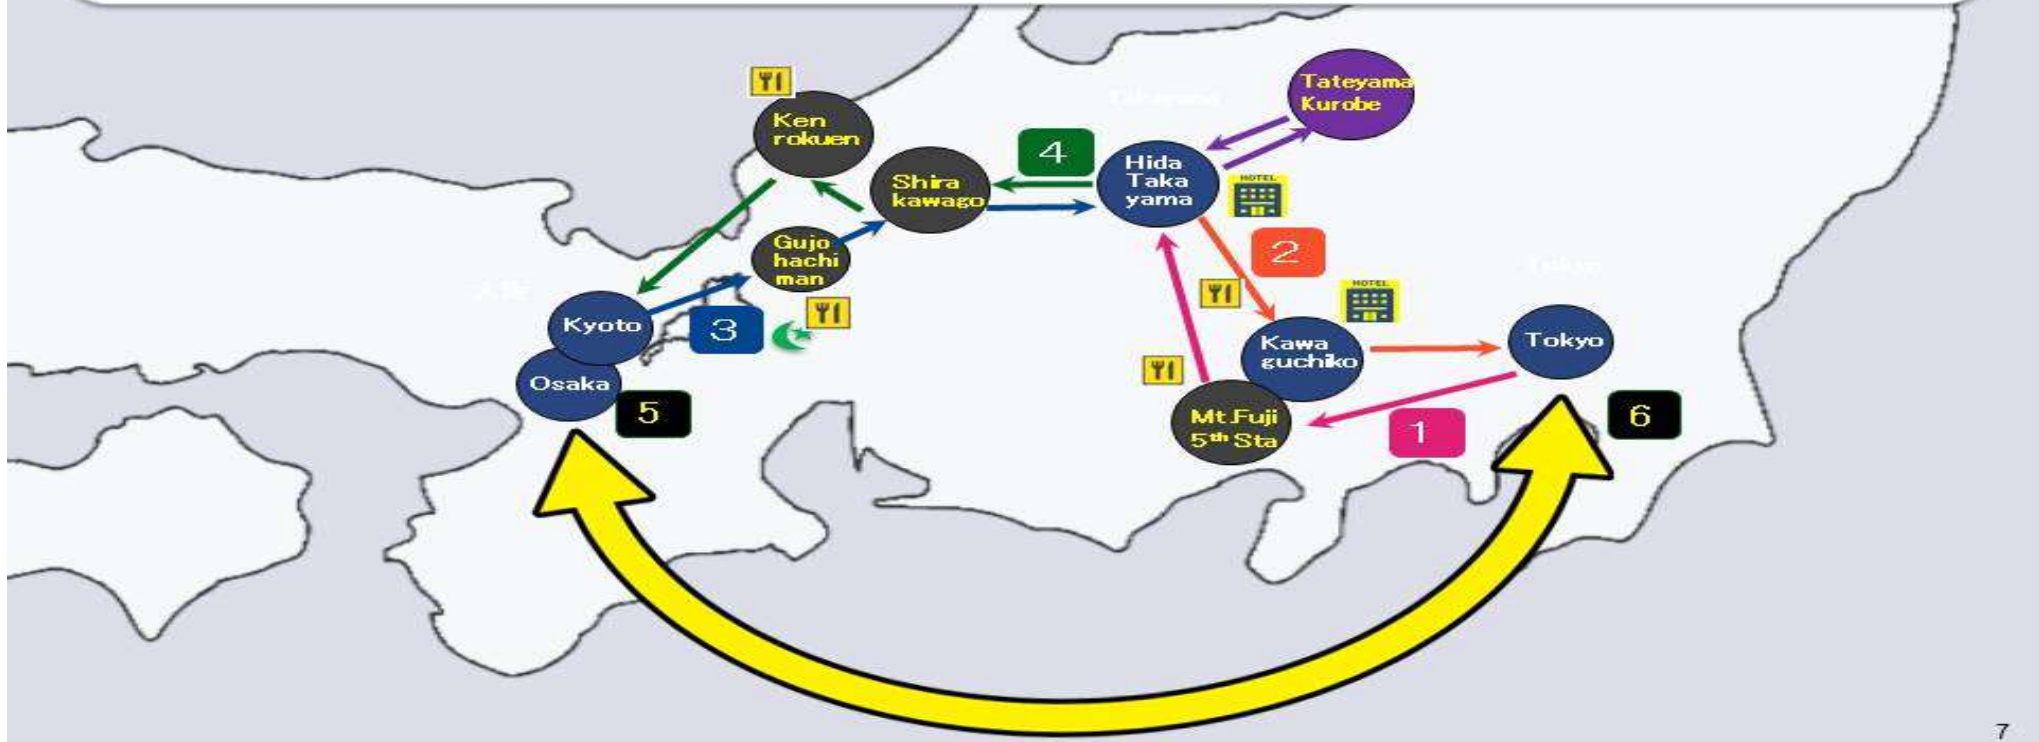 Tateyama
Kurobe
Ken
rokuen
4
Hida
Taka
yama
Shira
kawago
HOTEL
Gujo
hachi
man
2
HOTEL
Kyoto
3
Kawa
guchiko
Tokyo
Osaka
5
Mt.Fuji
5th Sta
1
6
7